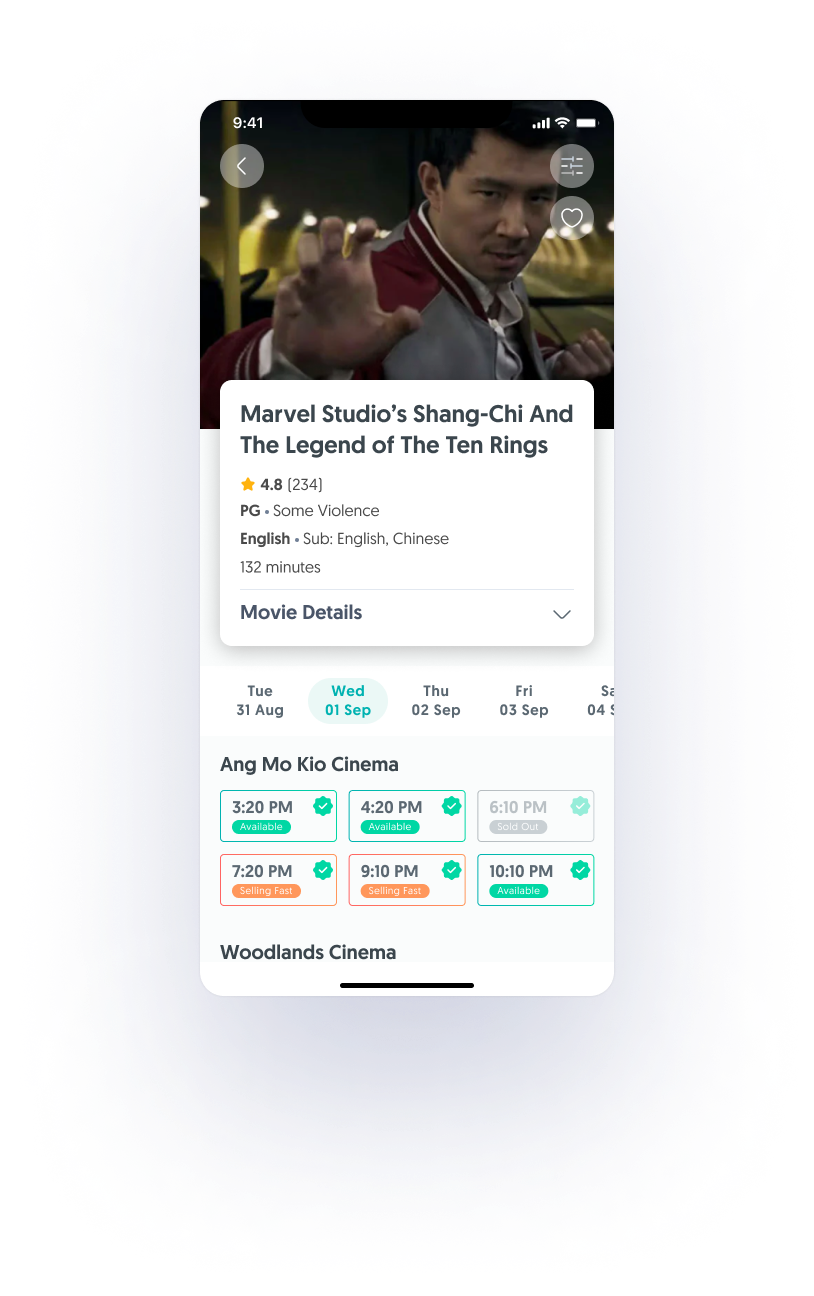 9:41
Marvel Studio’s Shang-Chi And
The Legend of The Ten Rings
4.8 (234)
PG • Some Violence
English • Sub: English, Chinese
132 minutes
Movie Details
Tue Wed Thu Fri Sa
31 Aug 01 Sep 02 Sep 03 Sep 04 S
Ang Mo Kio Cinema
3:20 PM 4:20 PM 6:10 PM
Available Available Sold Out
7:20 PM 9:10 PM 10:10 PM
Selling Fast Selling Fast Available
Woodlands Cinema